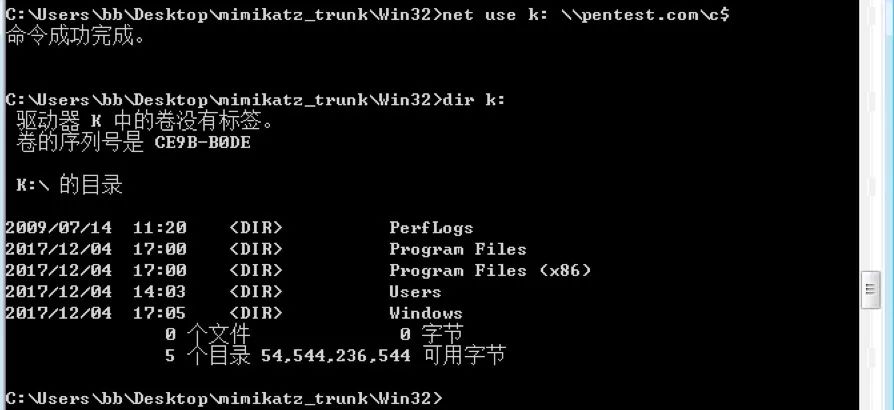 C:\Users\bb\Desktop\mimikatz_trunk\Win32>net use k: \\pentest.com\c$
命令成功完成。
C:\Users\bb\Desktop\mimikatz_trunk\Win32>dir k:
驱动器 K 中的卷没有标签。
卷的序列号是 CE9B-B0DE
K:\ 的目录
2009/07/14  11:20    <DIR>          PerfLogs
2017/12/04  17:00    <DIR>          Program Files
2017/12/04  17:00    <DIR>          Program Files (x86)
2017/12/04  14:03    <DIR>          Users
2017/12/04  17:05    <DIR>          Windows
0 个文件              0 字节
5 个目录 54,544,236,544 可用字节
C:\Users\bb\Desktop\mimikatz_trunk\Win32>